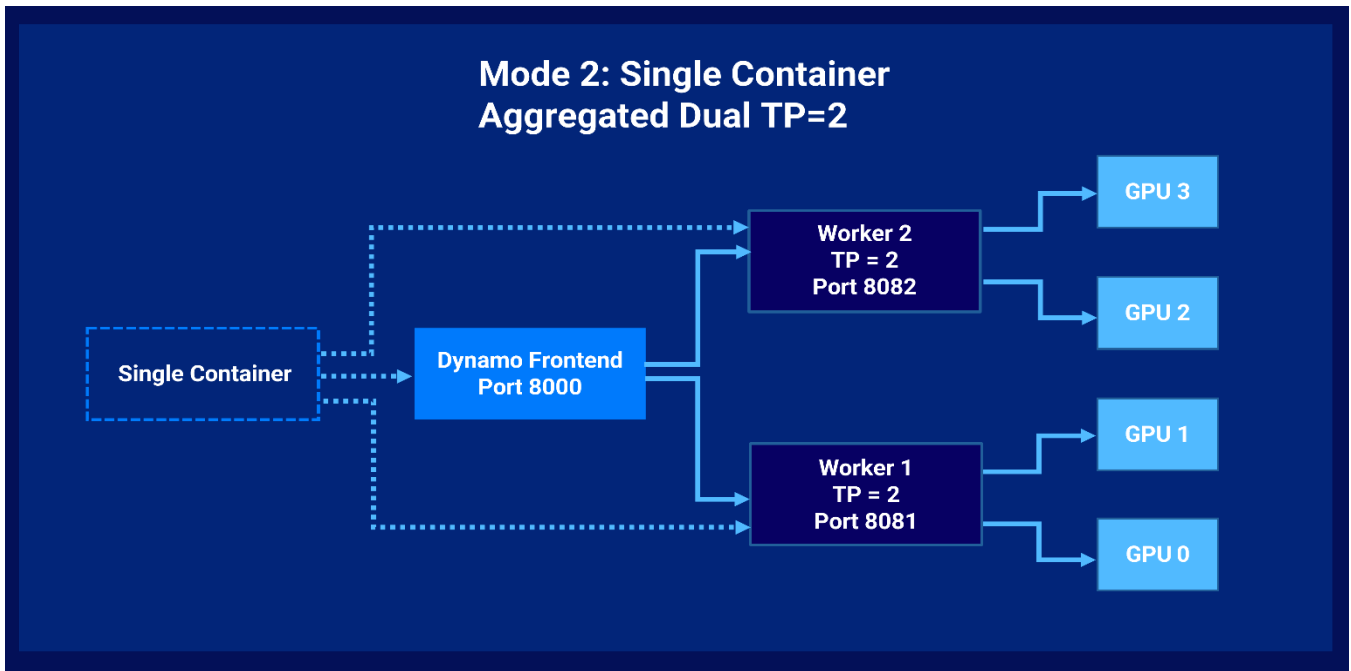 Mode 2: Single Container
Aggregated Dual TP=2
Single Container
Dynamo Frontend
Port 8000
Worker 2
TP = 2
Port 8082
Worker 1
TP = 2
Port 8081
GPU 3
GPU 2
GPU 1
GPU 0